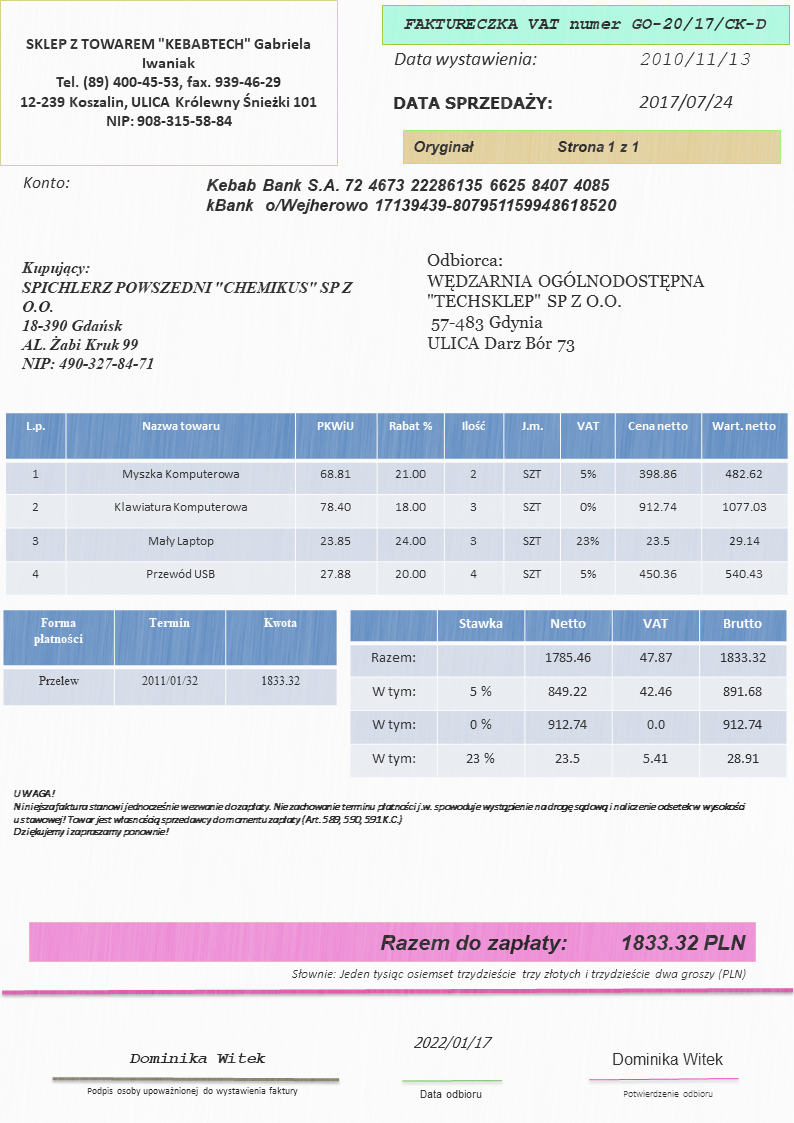 SKLEP Z TOWAREM "KEBABTECH" Gabriela
Iwaniak
Tel. (89) 400-45-53, fax. 939-46-29
12-239 Koszalin, ULICA Królewny Śnieżki 101
NIP: 908-315-58-84
FAKTURECZKA VAT numer GO-20/17/CK-D
Data wystawienia: 2010/11/13
DATA SPRZEDAŻY: 2017/07/24
Oryginał Strona 1 z 1
Konto: Kebab Bank S.A. 72 4673 22286135 6625 8407 4085
kBank o/Wejherowo 17139439-807951159948618520
Kupujący:
SPICHLERZ POWSZEDNI "CHEMIKUS" SP Z
O.O.
18-390 Gdańsk
AL. Żabi Kruk 99
NIP: 490-327-84-71
Odbiorca:
WĘDZARNIA OGÓLNODOSTĘPNA
"TECHSKLEP" SP Z O.O.
57-483 Gdynia
ULICA Darz Bór 73
L.p. Nazwa towaru PKWiU Rabat % Ilość J.m. VAT Cena netto Wart. netto
1 Myszka Komputerowa 68.81 21.00 2 SZT 5% 398.86 482.62
2 Klawiatura Komputerowa 78.40 18.00 3 SZT 0% 912.74 1077.03
3 Mały Laptop 23.85 24.00 3 SZT 23% 23.5 29.14
4 Przewód USB 27.88 20.00 4 SZT 5% 450.36 540.43
Forma płatności Termin Kwota
Przelew 2011/01/32 1833.32
Stawka Netto VAT Brutto
Razem: 1785.46 47.87 1833.32
W tym: 5 % 849.22 42.46 891.68
W tym: 0 % 912.74 0.0 912.74
W tym: 23 % 23.5 5.41 28.91
UWAGA!
Niniejsza faktura stanowi jednocześnie wezwanie do zapłaty. Nie zachowanie terminu płatności j.w. spowoduje wystąpienie na drogę sądową i naliczenie odsetek w wysokości
ustawowej! Towar jest własnością sprzedawcy do momentu zapłaty (Art. 589, 590, 591 K.C.)
Dziękujemy i zapraszamy ponownie!
Razem do zapłaty: 1833.32 PLN
Słownie: Jeden tysiąc osiemset trzydzieście trzy złotych i trzydzieście dwa groszy (PLN)
Dominika Witek
Podpis osoby upoważnionej do wystawienia faktury
2022/01/17
Data odbioru
Dominika Witek
Potwierdzenie odbioru